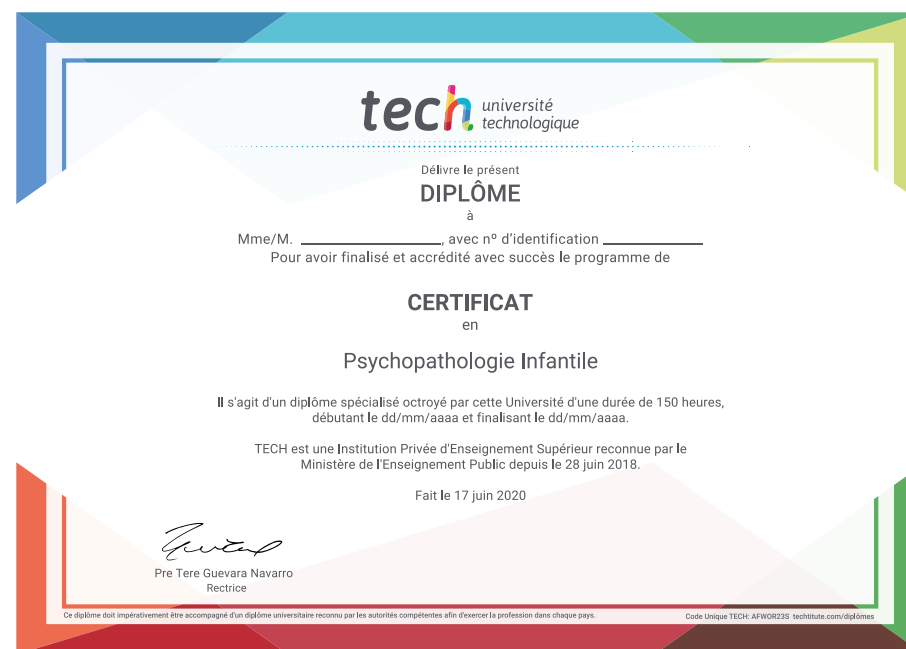 tech université
technologique
Délivre le présent
DIPLÔME
à
Mme/M. ____________________, avec nº d'identification ______________
Pour avoir finalisé et accrédité avec succès le programme de
CERTIFICAT
en
Psychopathologie Infantile
Il s'agit d'un diplôme spécialisé octroyé par cette Université d'une durée de 150 heures,
débutant le dd/mm/aaaa et finalisant le dd/mm/aaaa.
TECH est une Institution Privée d'Enseignement Supérieur reconnue par le
Ministère de l'Enseignement Public depuis le 28 juin 2018.
Fait le 17 juin 2020
Pre Tere Guevara Navarro
Rectrice
Ce diplôme doit impérativement être accompagné d'un diplôme universitaire reconnu par les autorités compétentes afin d'exercer la profession dans chaque pays.
Code Unique TECH: AFWOR23S techtitute.com/diplômes